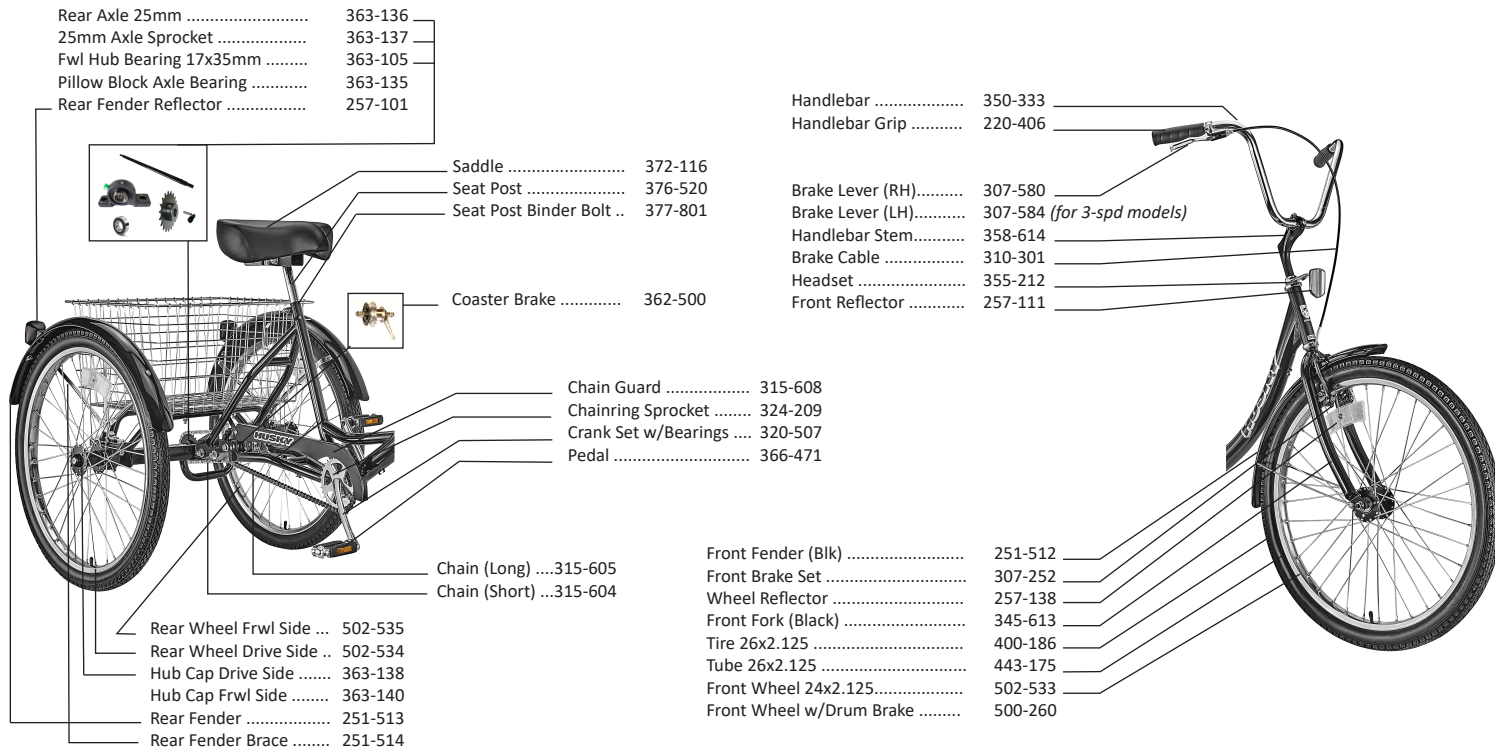 Rear Axle 25mm ....................... 363-136
25mm Axle Sprocket ................... 363-137
Fwl Hub Bearing 17x35mm ......... 363-105
Pillow Block Axle Bearing ............ 363-135
Rear Fender Reflector ................. 257-101
Saddle ........................ 372-116
Seat Post .................... 376-520
Seat Post Binder Bolt .. 377-801
Coaster Brake ............ 362-500
Chain Guard ................ 315-608
Chainring Sprocket ....... 324-209
Crank Set w/Bearings .... 320-507
Pedal .............................. 366-471
Chain (Long) ....315-605
Chain (Short) ...315-604
Rear Wheel Frwl Side ... 502-535
Rear Wheel Drive Side .. 502-534
Hub Cap Drive Side ....... 363-138
Hub Cap Frwl Side ........ 363-140
Rear Fender .................. 251-513
Rear Fender Brace ........ 251-514
HUSKY
Handlebar ................... 350-333
Handlebar Grip ........... 220-406
Brake Lever (RH)........... 307-580
Brake Lever (LH)........... 307-584 (for 3-spd models)
Handlebar Stem........... 358-614
Brake Cable ................. 310-301
Headset ....................... 355-212
Front Reflector ............ 257-111
HUSKY
Front Fender (Blk) ......................... 251-512
Front Brake Set .............................. 307-252
Wheel Reflector ............................ 257-138
Front Fork (Black) .......................... 345-613
Tire 26x2.125 ................................ 400-186
Tube 26x2.125 ............................... 443-175
Front Wheel 24x2.125................... 502-533
Front Wheel w/Drum Brake ......... 500-260